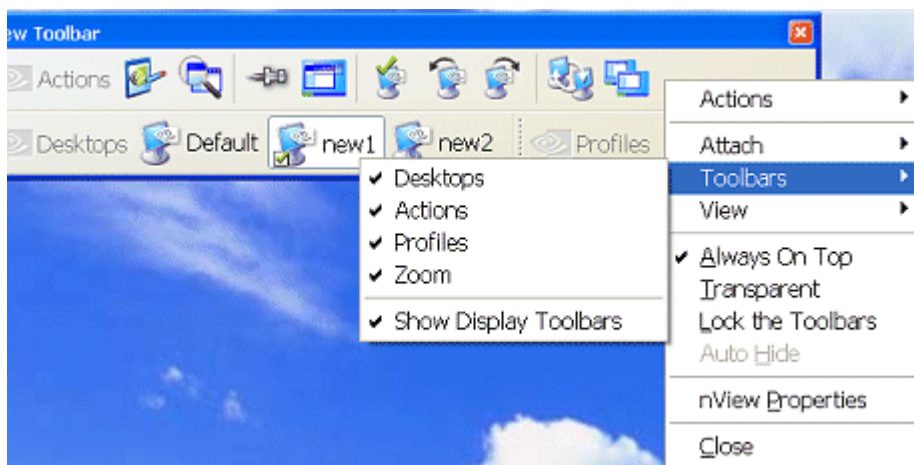 ew Toolbar
Actions
Desktops Default new1 new2 Profiles
Desktops
Actions
Profiles
Zoom
Show Display Toolbars
Actions
Attach
Toolbars
View
Always On Top
Transparent
Lock the Toolbars
Auto Hide
nView Properties
Close